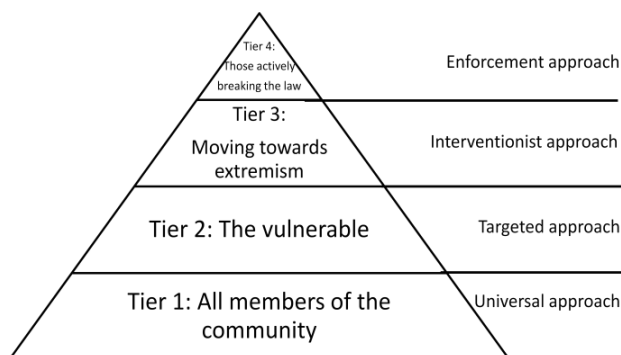 Tier 4:
Those actively
breaking the law
Enforcement approach
Tier 3:
Moving towards
extremism
Interventionist approach
Tier 2: The vulnerable
Targeted approach
Tier 1: All members of the
community
Universal approach